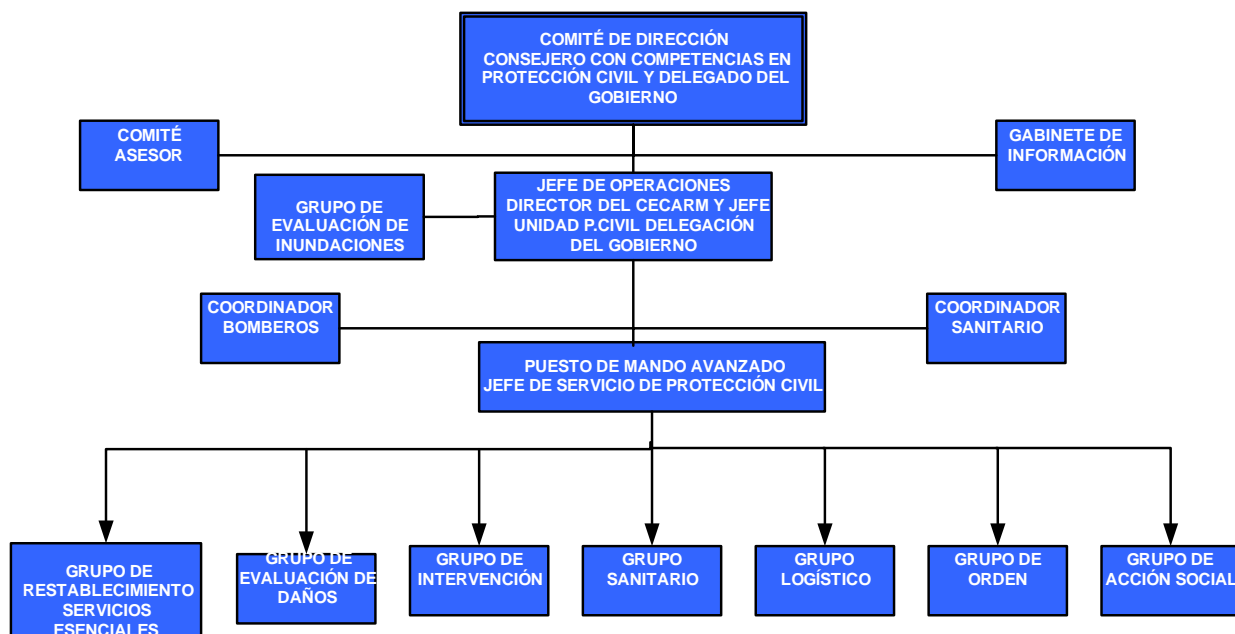 COMITÉ DE DIRECCIÓN
CONSEJERO CON COMPETENCIAS EN
PROTECCIÓN CIVIL Y DELEGADO DEL
GOBIERNO
COMITÉ
ASESOR
GABINETE DE
INFORMACIÓN
GRUPO DE
EVALUACIÓN DE
INUNDACIONES
JEFE DE OPERACIONES
DIRECTOR DEL CECARM Y JEFE
UNIDAD P.CIVIL DELEGACIÓN
DEL GOBIERNO
COORDINADOR
BOMBEROS
COORDINADOR
SANITARIO
PUESTO DE MANDO AVANZADO
JEFE DE SERVICIO DE PROTECCIÓN CIVIL
GRUPO DE
RESTABLECIMIENTO
SERVICIOS
ESENCIALES
GRUPO DE
EVALUACIÓN DE
DAÑOS
GRUPO DE
INTERVENCIÓN
GRUPO
SANITARIO
GRUPO
LOGÍSTICO
GRUPO DE
ORDEN
GRUPO DE
ACCIÓN SOCIAL